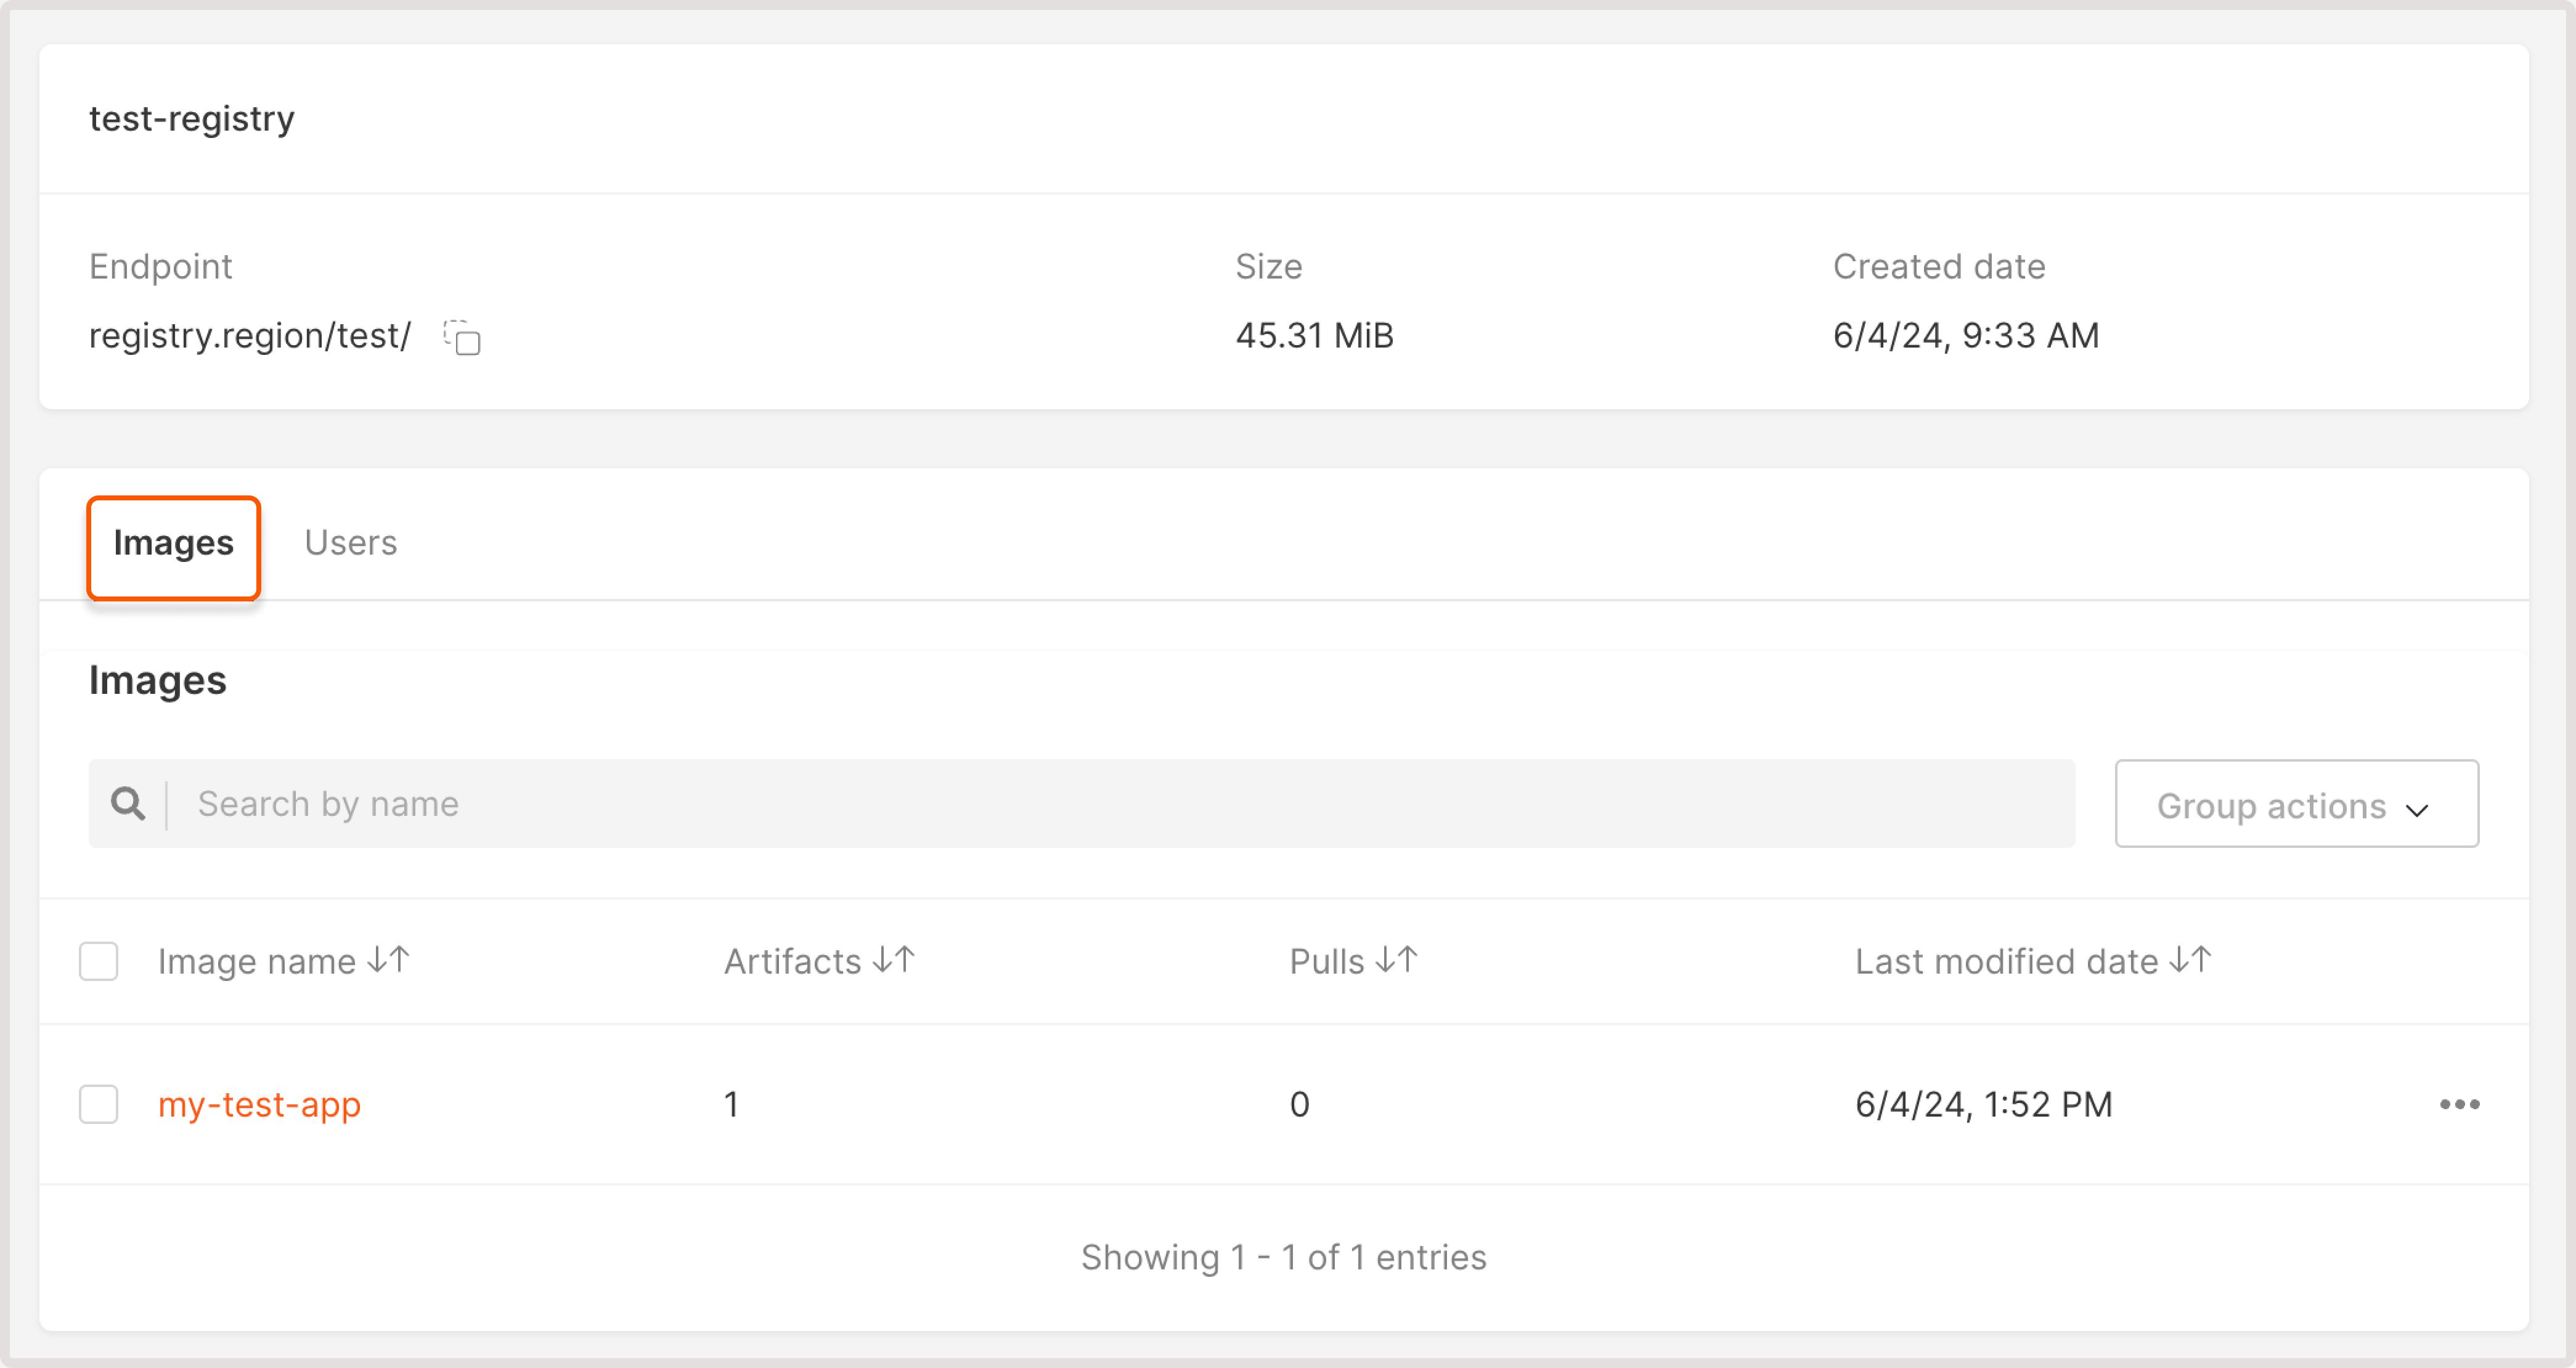 test-registry
Endpoint Size Created date
registry.region/test/ 45.31 MiB 6/4/24, 9:33 AM
Images Users
Images
Search by name Group actions
Image name Artifacts Pulls Last modified date
my-test-app 1 0 6/4/24, 1:52 PM
Showing 1 - 1 of 1 entries